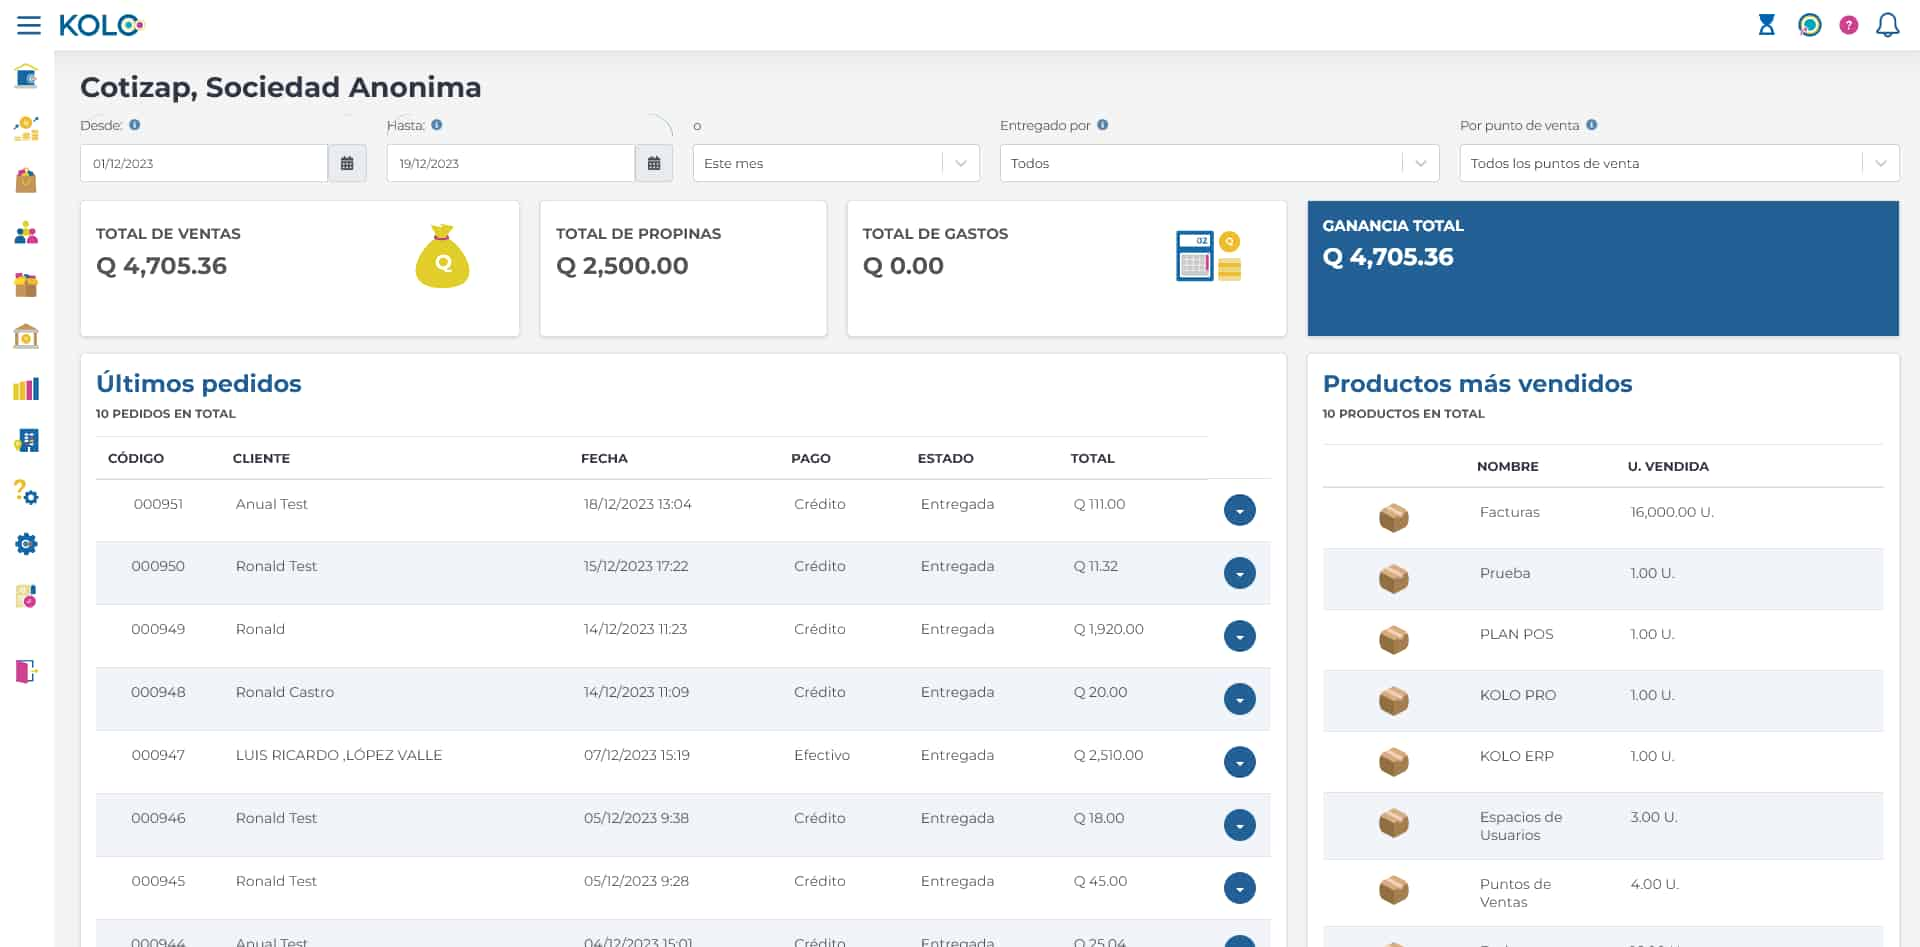 KOLO
?
Cotizap, Sociedad Anonima
Desde:
Hasta:
o
Entregado por
Por punto de venta
01/12/2023
19/12/2023
Este mes
Todos
Todos los puntos de venta
TOTAL DE VENTAS
Q 4,705.36
Q
TOTAL DE PROPINAS
Q 2,500.00
TOTAL DE GASTOS
Q 0.00
02
Q
GANANCIA TOTAL
Q 4,705.36
Últimos pedidos
10 PEDIDOS EN TOTAL
CÓDIGO CLIENTE FECHA PAGO ESTADO TOTAL
000951 Anual Test 18/12/2023 13:04 Crédito Entregada Q 111.00
000950 Ronald Test 15/12/2023 17:22 Crédito Entregada Q 11.32
000949 Ronald 14/12/2023 11:23 Crédito Entregada Q 1,920.00
000948 Ronald Castro 14/12/2023 11:09 Crédito Entregada Q 20.00
000947 LUIS RICARDO ,LÓPEZ VALLE 07/12/2023 15:19 Efectivo Entregada Q 2,510.00
000946 Ronald Test 05/12/2023 9:38 Crédito Entregada Q 18.00
000945 Ronald Test 05/12/2023 9:28 Crédito Entregada Q 45.00
000944 Anual Test 04/12/2023 15:01 Crédito Entregada Q 25.04
Productos más vendidos
10 PRODUCTOS EN TOTAL
NOMBRE U. VENDIDA
Facturas 16,000.00 U.
Prueba 1.00 U.
PLAN POS 1.00 U.
KOLO PRO 1.00 U.
KOLO ERP 1.00 U.
Espacios de 3.00 U.
Usuarios
Puntos de 4.00 U.
Ventas